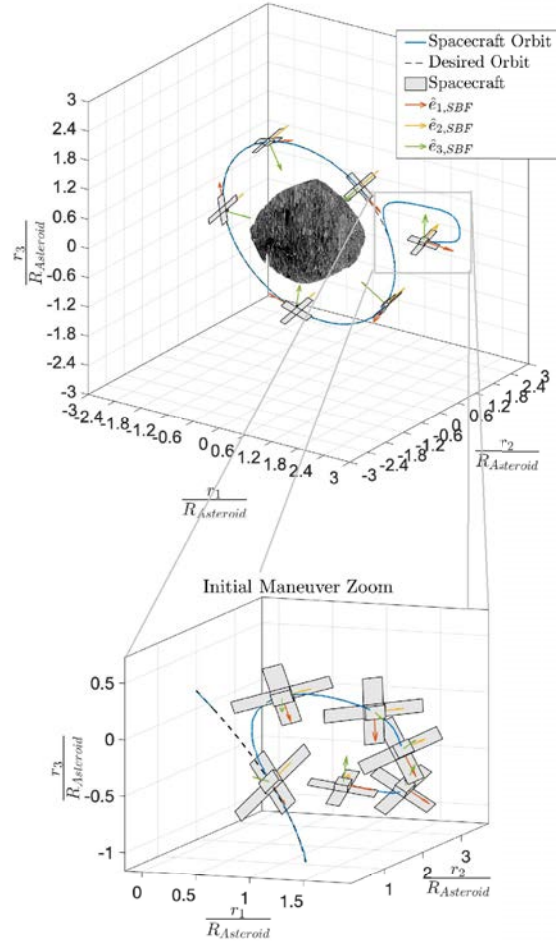 Spacecraft Orbit
Desired Orbit
Spacecraft
ê1,SBF
ê2,SBF
ê3,SBF
3
2.4
1.8
1.2
0.6
0
-0.6
-1.2
-1.8
-2.4
-3
r3
RAsteroid
-3
-2.4
-1.8
-1.2
-0.6
0
0.6
1.2
1.8
2.4
3
r1
RAsteroid
-3
-2.4
-1.8
-1.2
-0.6
0
0.6
1.2
1.8
2.4
3
r2
RAsteroid
Initial Maneuver Zoom
0.5
0
-0.5
-1
r3
RAsteroid
0
0.5
1
1.5
r1
RAsteroid
1
2
3
r2
RAsteroid